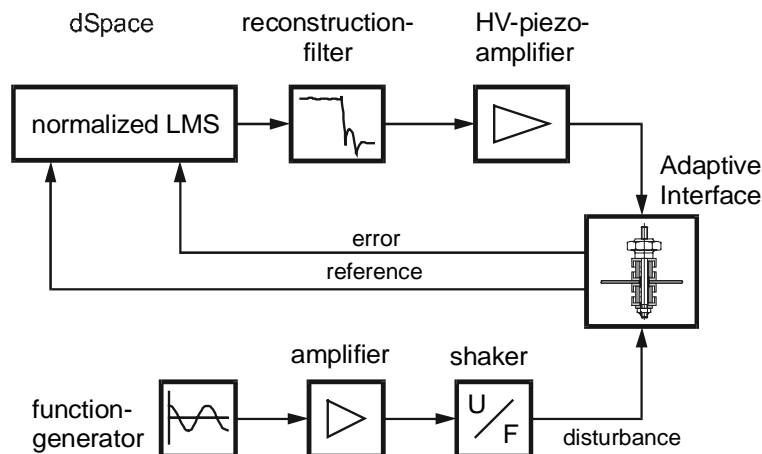 dSpace
reconstruction-
filter
HV-piezo-
amplifier
normalized LMS
Adaptive
Interface
error
reference
amplifier
shaker
function-
generator
U
F
disturbance